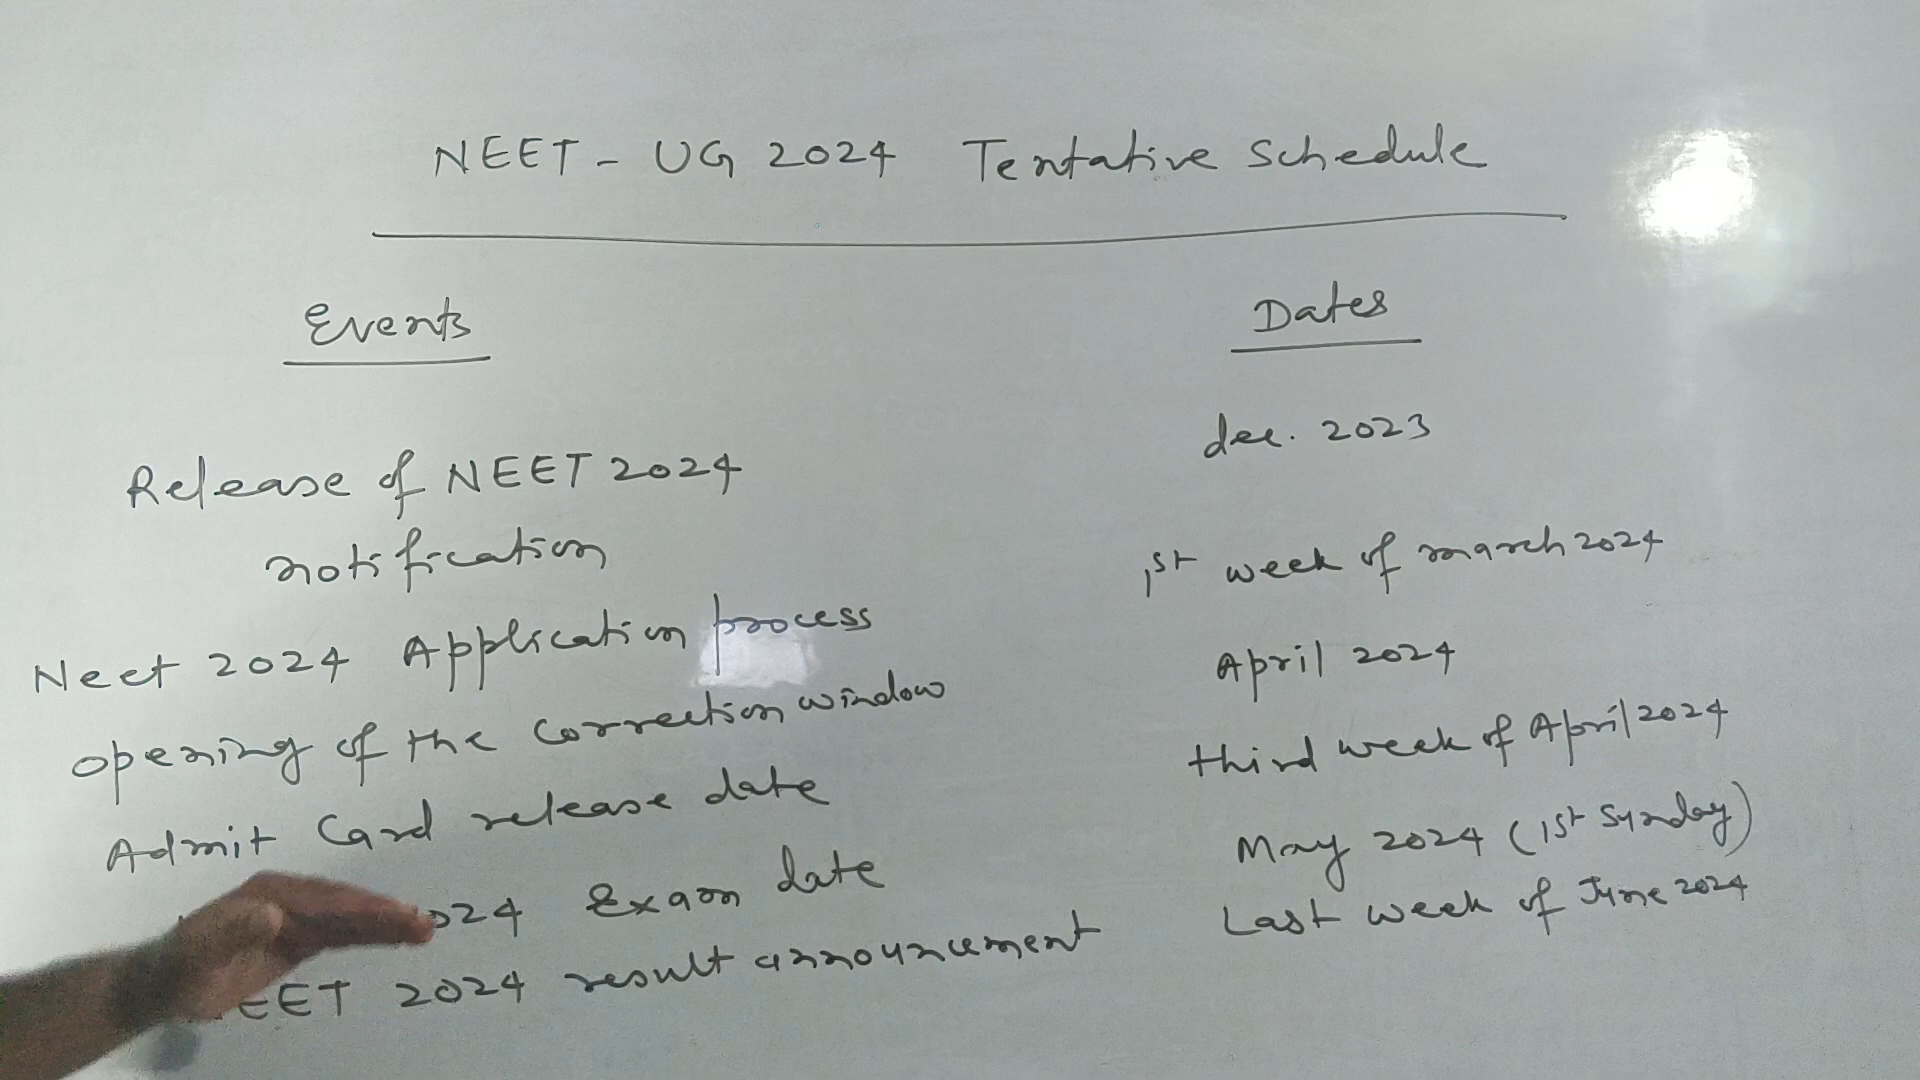 NEET - UG 2024 Tentative Schedule
Events Dates
Release of NEET 2024 dec. 2023
notification
Neet 2024 Application process 1st week of march 2024
opening of the correction window April 2024
Admit Card release date third week of April 2024
024 Exam date May 2024 (1st Sunday)
EET 2024 result announcement Last week of June 2024